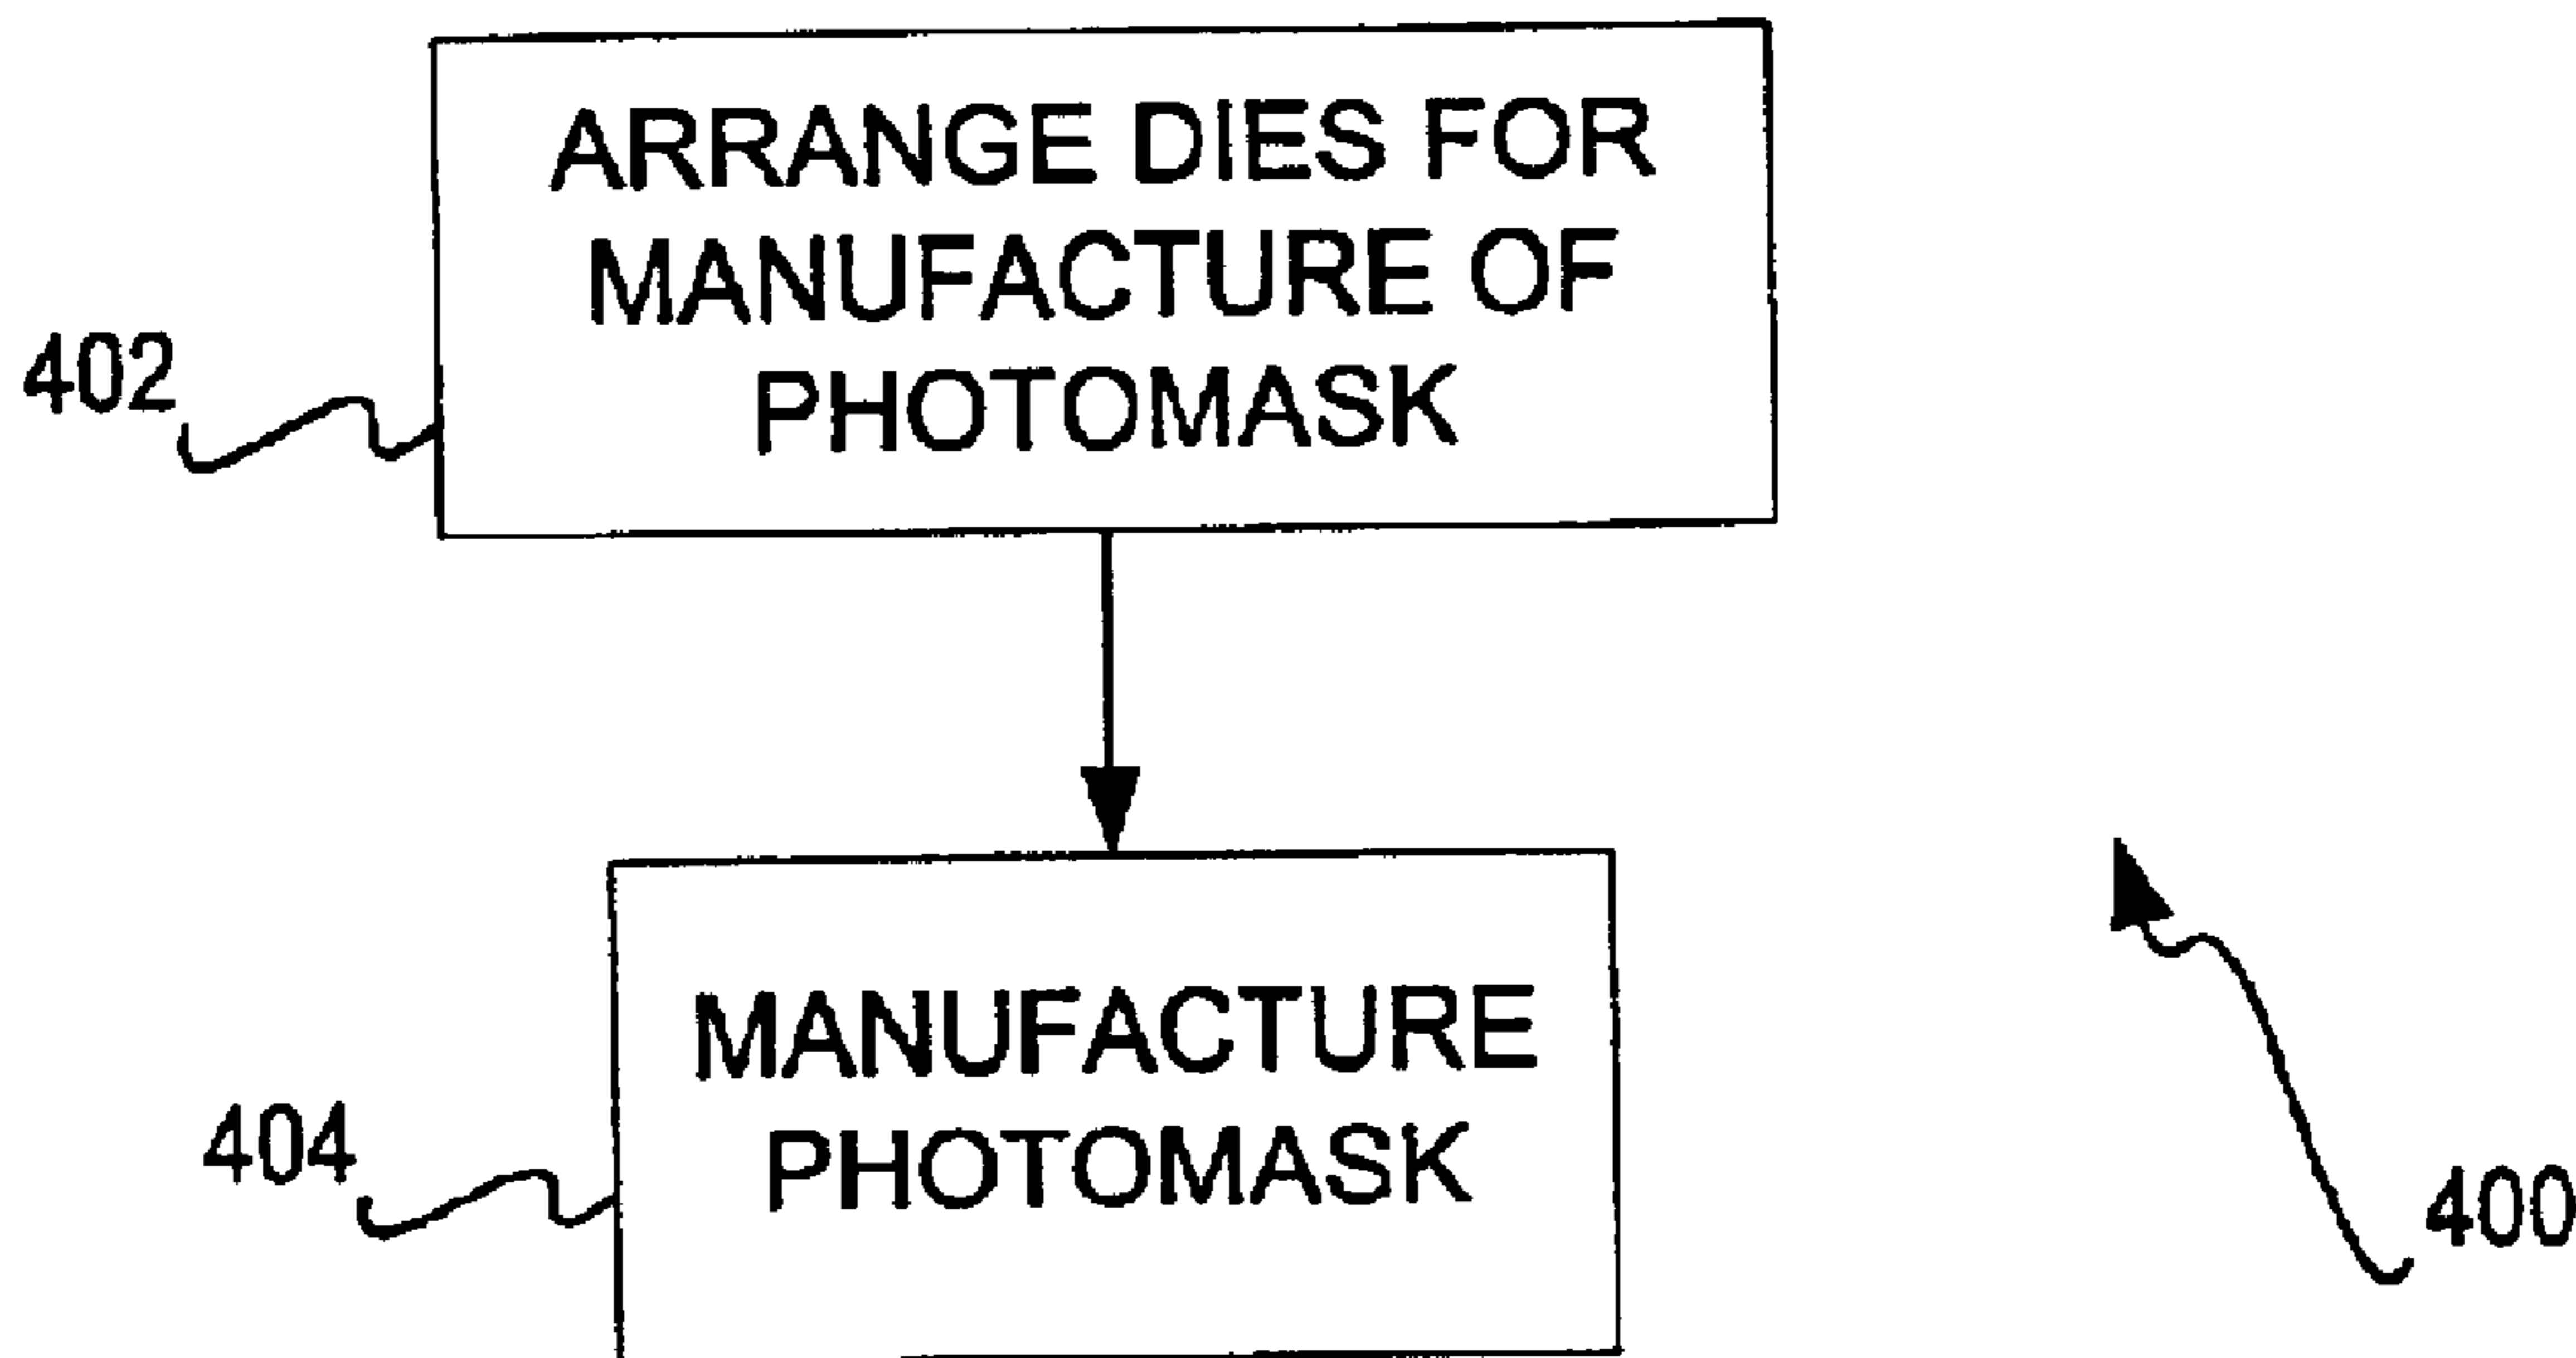 ARRANGE DIES FOR
MANUFACTURE OF
PHOTOMASK
402
MANUFACTURE
PHOTOMASK
404
400